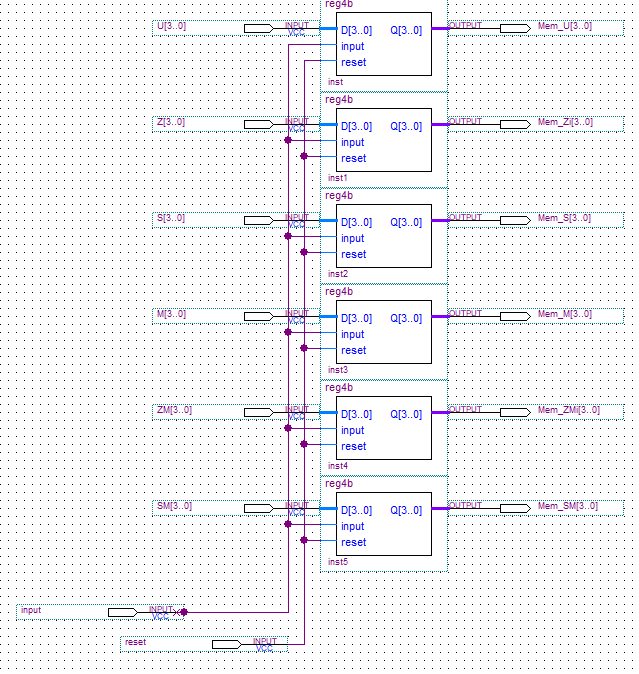 reg4b
U[3..0] INPUT VCC D[3..0] Q[3..0] OUTPUT Mem_U[3..0]
input
reset
inst
reg4b
Z[3..0] INPUT VCC D[3..0] Q[3..0] OUTPUT Mem_Zi[3..0]
input
reset
inst1
reg4b
S[3..0] INPUT VCC D[3..0] Q[3..0] OUTPUT Mem_S[3..0]
input
reset
inst2
reg4b
M[3..0] INPUT VCC D[3..0] Q[3..0] OUTPUT Mem_M[3..0]
input
reset
inst3
reg4b
ZM[3..0] INPUT VCC D[3..0] Q[3..0] OUTPUT Mem_ZMi[3..0]
input
reset
inst4
reg4b
SM[3..0] INPUT VCC D[3..0] Q[3..0] OUTPUT Mem_SM[3..0]
input
reset
inst5
input INPUT VCC
reset INPUT VCC